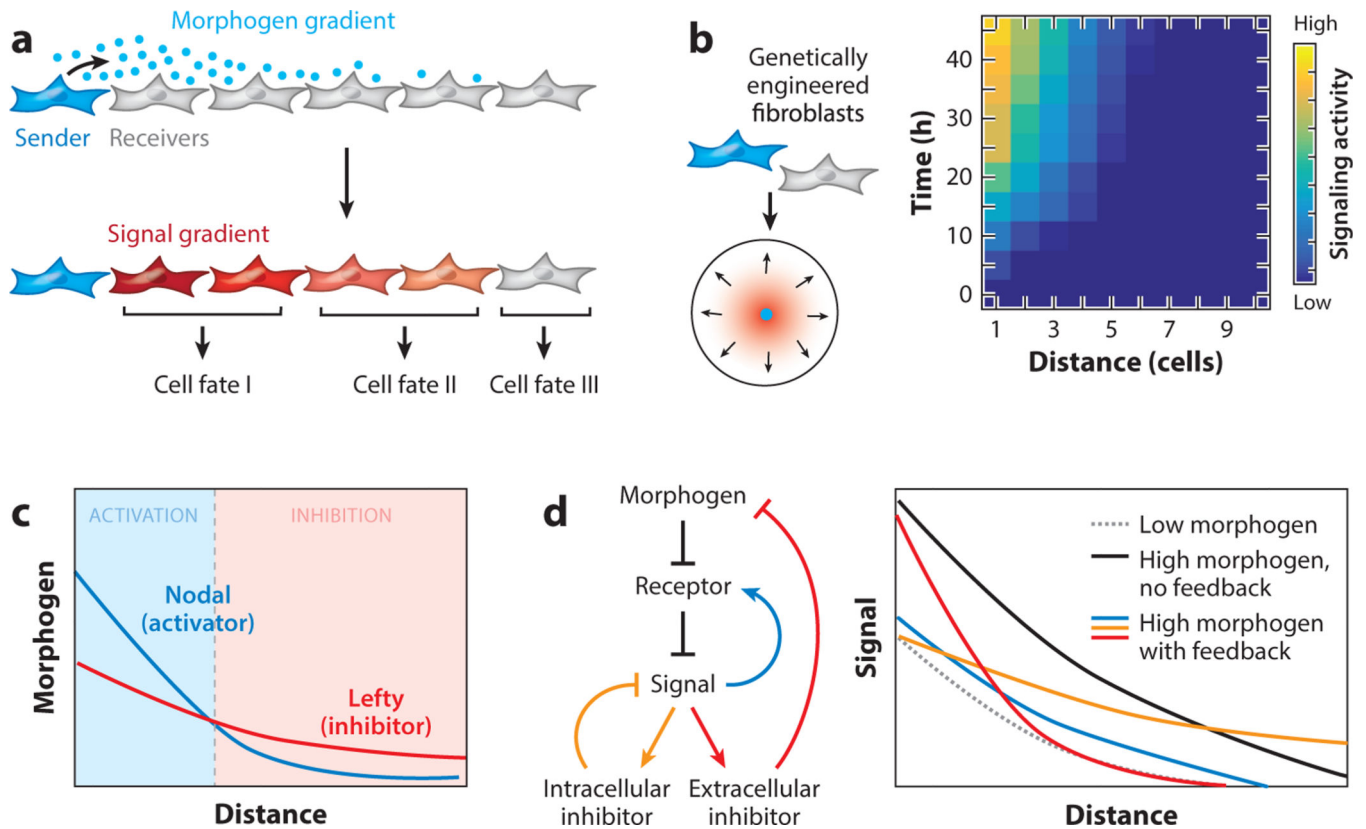 a
Morphogen gradient
Sender
Receivers
Signal gradient
Cell fate I
Cell fate II
Cell fate III
b
Genetically
engineered
fibroblasts
Time (h)
40
30
20
10
0
1
3
5
7
9
Distance (cells)
High
Signaling activity
Low
c
ACTIVATION
INHIBITION
Morphogen
Nodal
(activator)
Lefty
(inhibitor)
Distance
d
Morphogen
Receptor
Signal
Intracellular
inhibitor
Extracellular
inhibitor
Signal
Low morphogen
High morphogen,
no feedback
High morphogen
with feedback
Distance